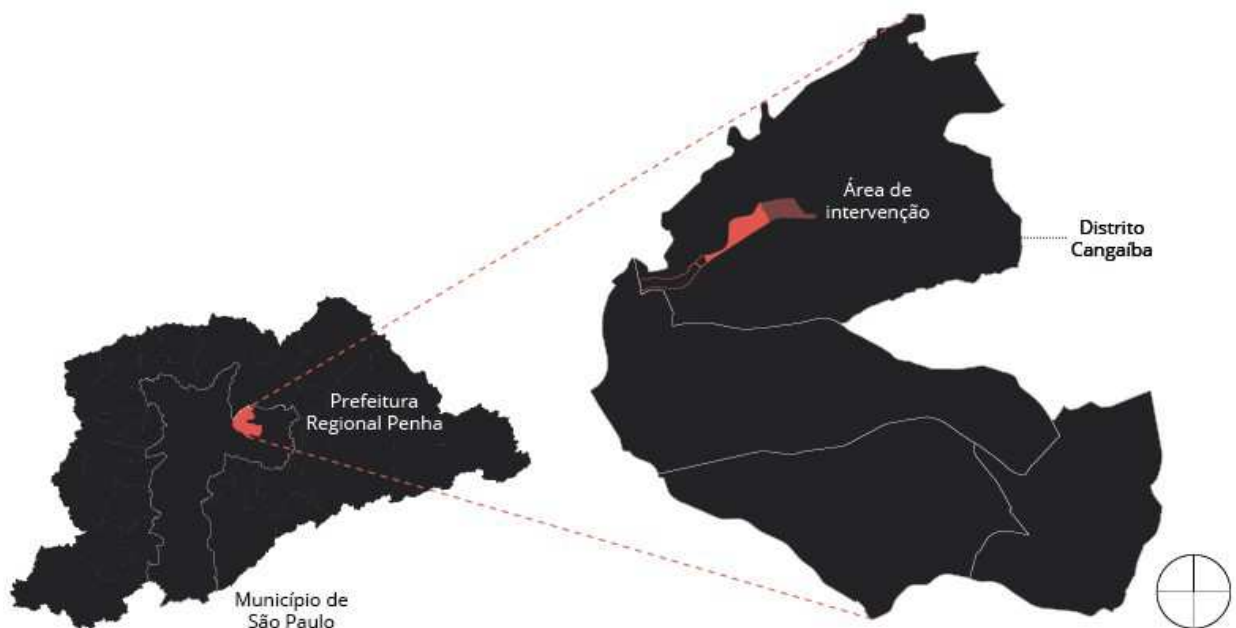 Área de
intervenção
Distrito
Cangaíba
Prefeitura
Regional Penha
Município de
São Paulo